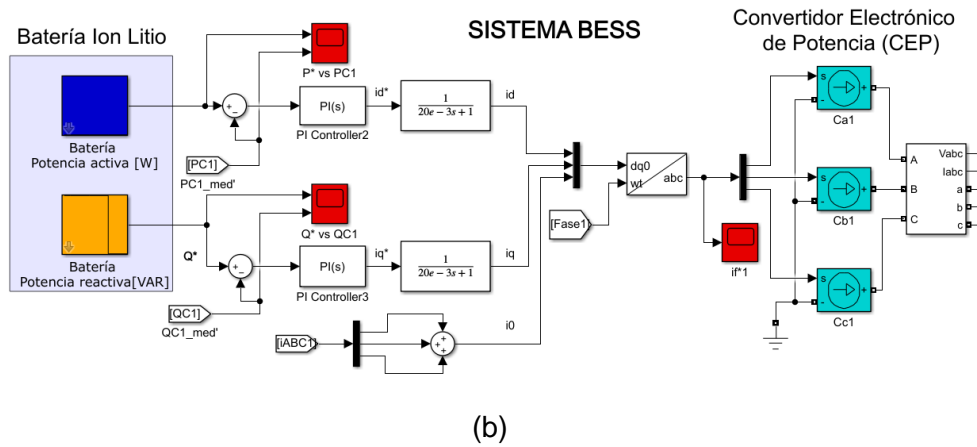 Batería Ion Litio
SISTEMA BESS
Convertidor Electrónico
de Potencia (CEP)
Batería
Potencia activa [W]
P* vs PC1
+
−
[PC1]
PC1_med'
PI(s)
PI Controller2
id*
1
20e − 3s + 1
id
Batería
Potencia reactiva[VAR]
Q*
Q* vs QC1
+
−
[QC1]
QC1_med'
PI(s)
PI Controller3
iq*
1
20e − 3s + 1
iq
[iABC1]
+
+
+
i0
dq0
wt
abc
[Fase1]
if*1
s
-
+
Ca1
s
-
+
Cb1
s
-
+
Cc1
A
B
C
Vabc
Iabc
a
b
c
(b)